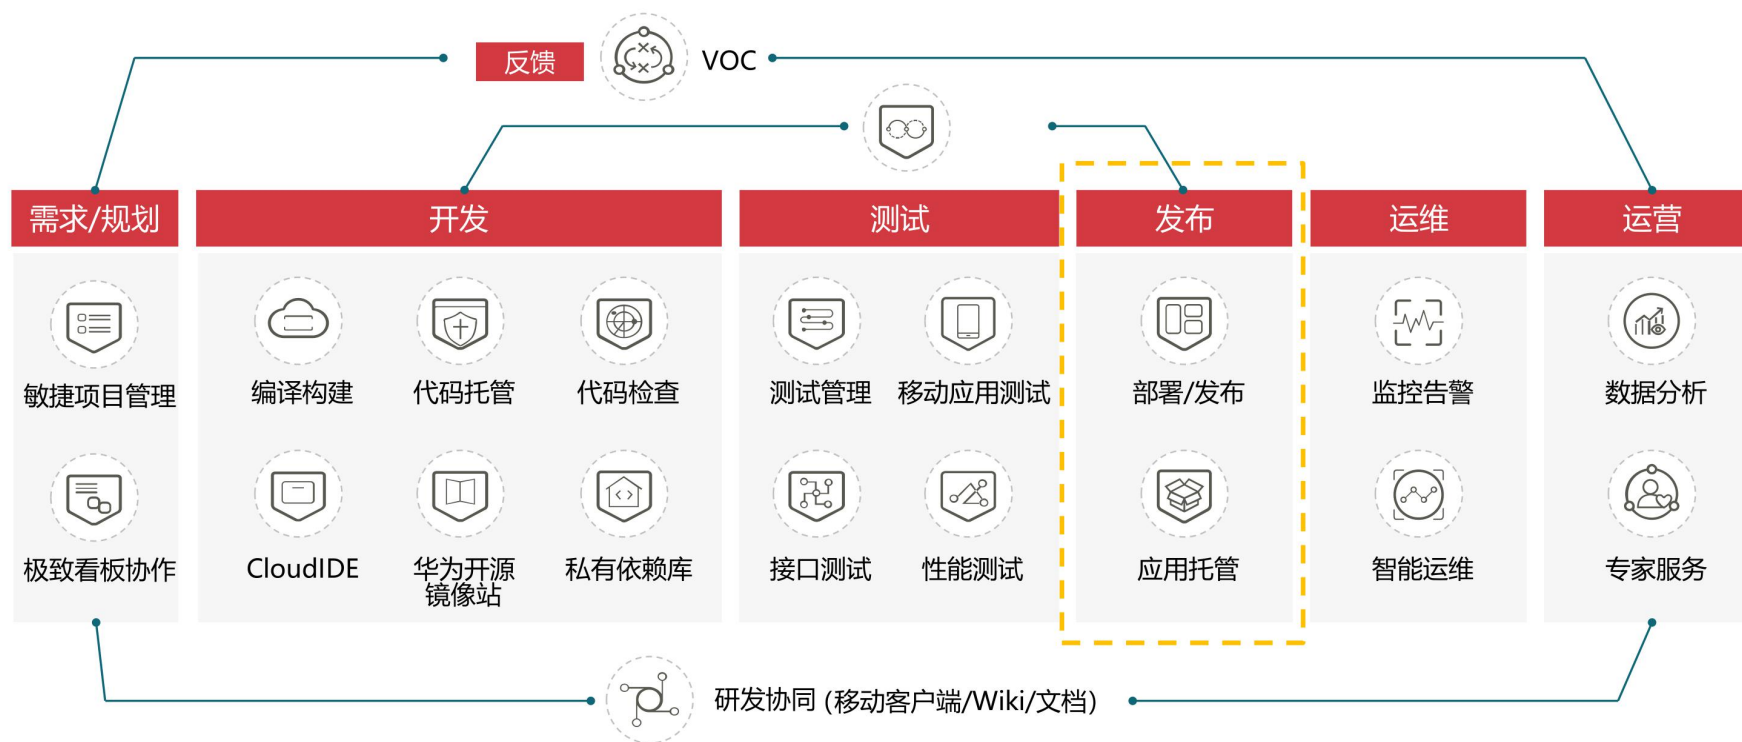 反馈
VOC
需求/规划
开发
测试
发布
运维
运营
敏捷项目管理
编译构建
代码托管
代码检查
测试管理
移动应用测试
部署/发布
监控告警
数据分析
极致看板协作
CloudIDE
华为开源
镜像站
私有依赖库
接口测试
性能测试
应用托管
智能运维
专家服务
研发协同 (移动客户端/Wiki/文档)